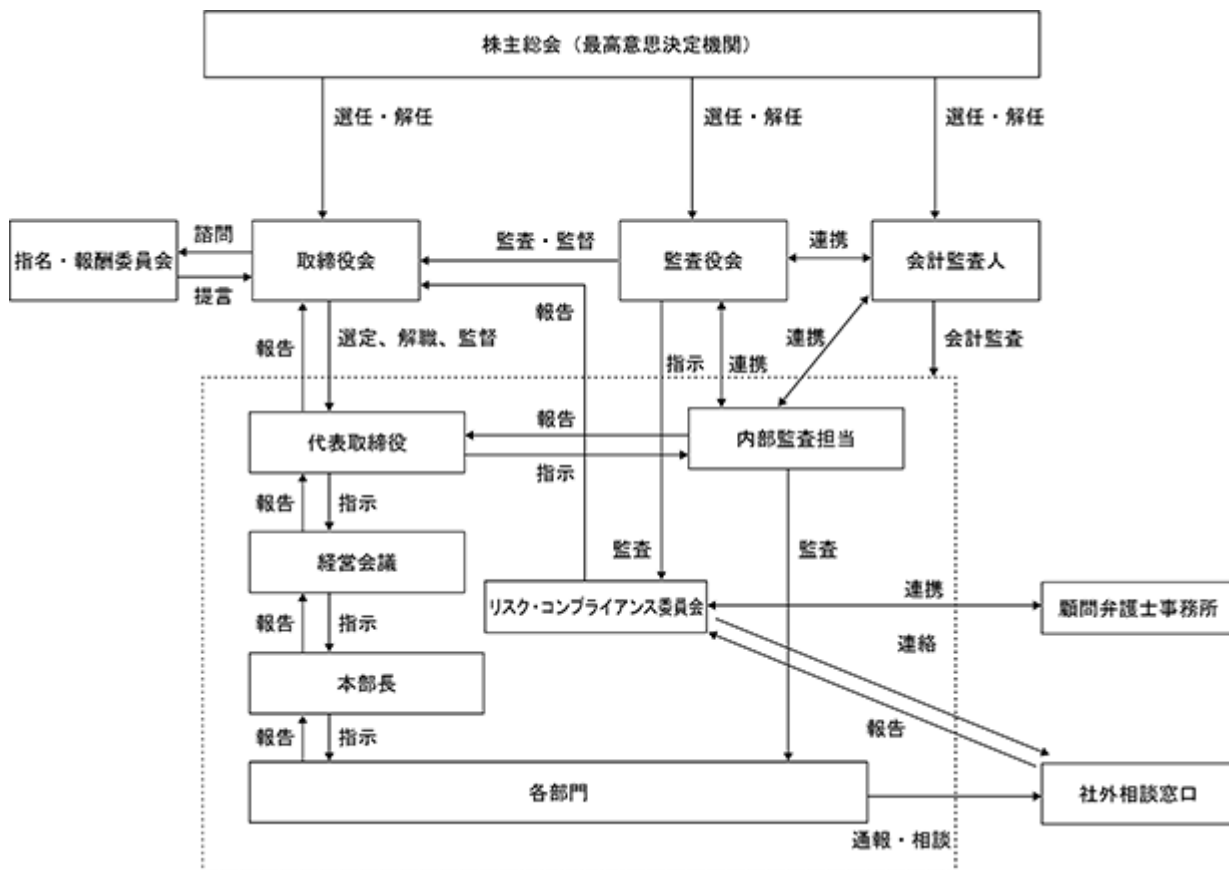 株主総会（最高意思決定機関）
選任・解任
選任・解任
選任・解任
指名・報酬委員会
諮問
提言
取締役会
監査・監督
監査役会
連携
会計監査人
報告
選定、解職、監督
報告
指示
連携
連携
会計監査
代表取締役
報告
指示
内部監査担当
報告
指示
経営会議
監査
監査
リスク・コンプライアンス委員会
連携
顧問弁護士事務所
報告
指示
連絡
本部長
報告
報告
指示
各部門
社外相談窓口
通報・相談